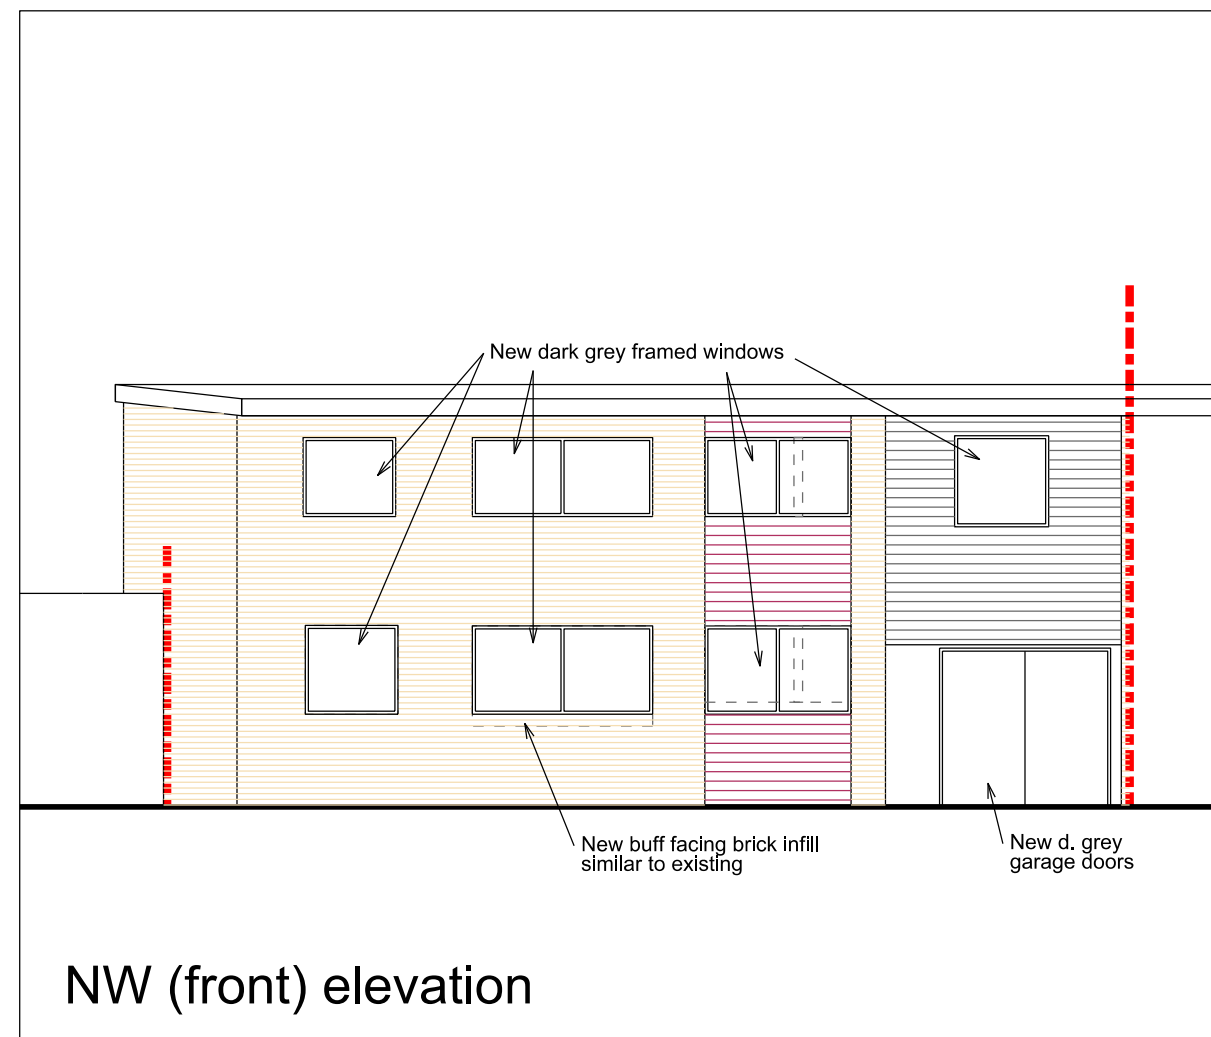 New dark grey framed windows
New buff facing brick infill
similar to existing
New d. grey
garage doors
NW (front) elevation